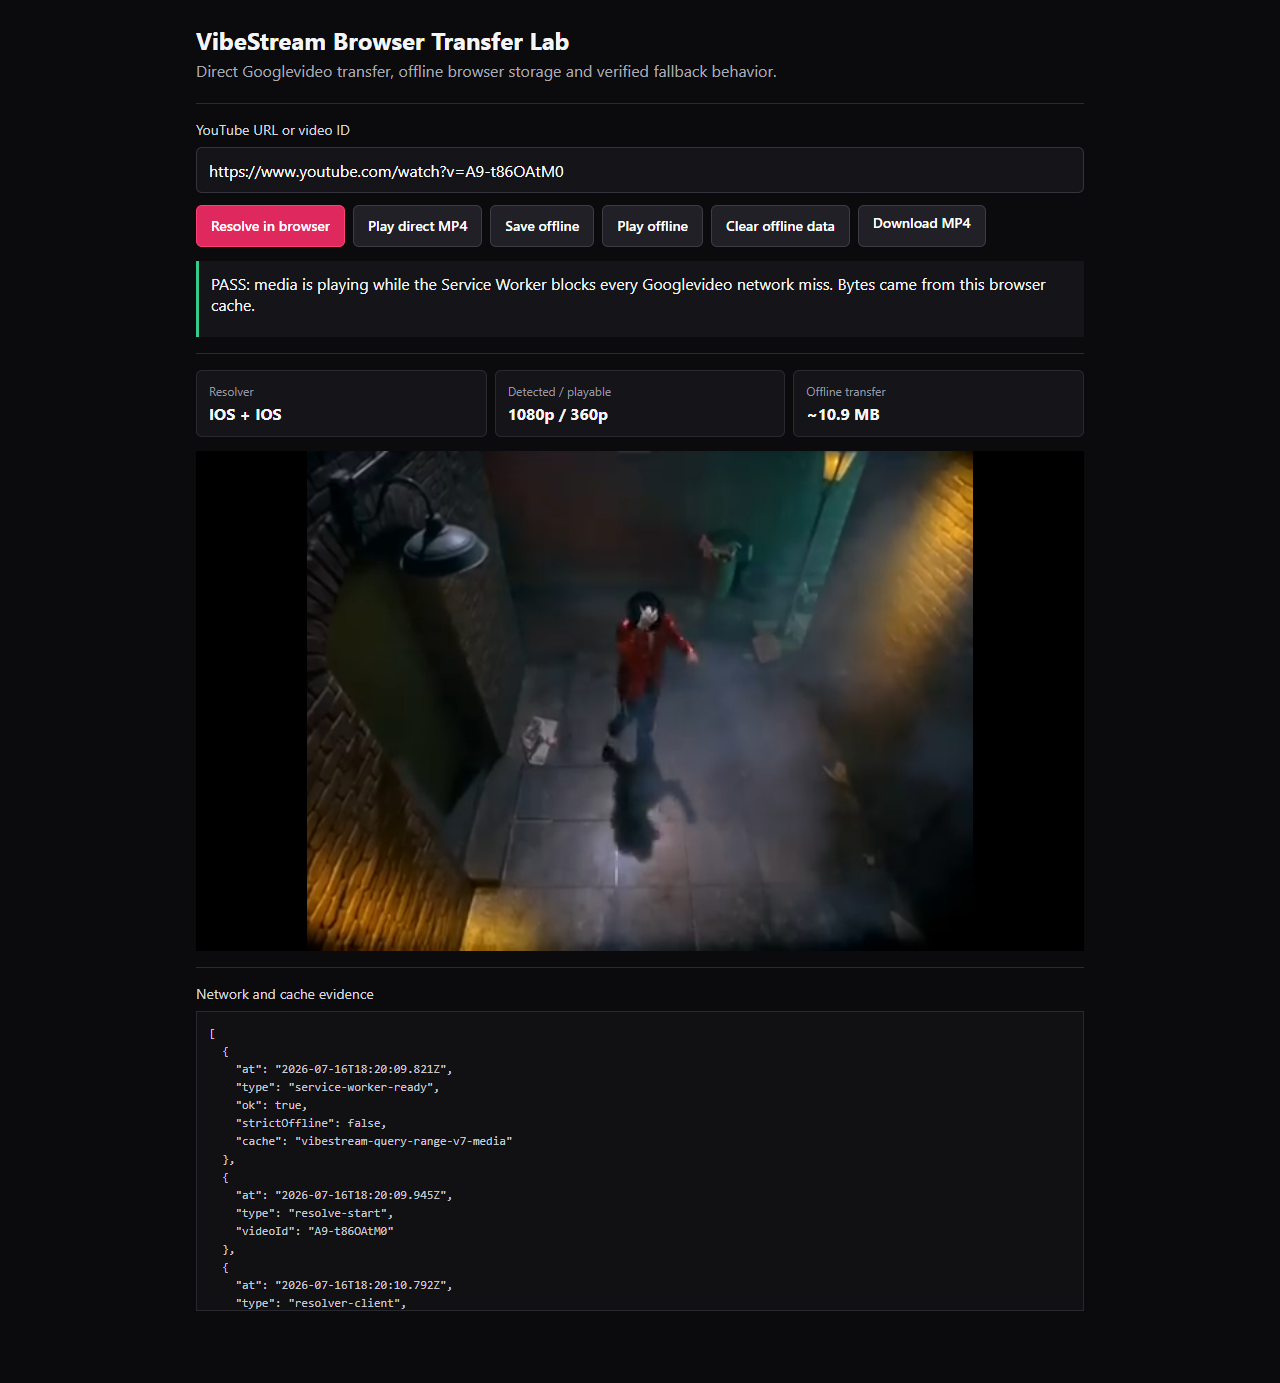 VibeStream Browser Transfer Lab
Direct Googlevideo transfer, offline browser storage and verified fallback behavior.
YouTube URL or video ID
https://www.youtube.com/watch?v=A9-t86OAtM0
Resolve in browser
Play direct MP4
Save offline
Play offline
Clear offline data
Download MP4
PASS: media is playing while the Service Worker blocks every Googlevideo network miss. Bytes came from this browser
cache.
Resolver
IOS + IOS
Detected / playable
1080p / 360p
Offline transfer
~10.9 MB
Network and cache evidence
[
  {
    "at": "2026-07-16T18:20:09.821Z",
    "type": "service-worker-ready",
    "ok": true,
    "strictOffline": false,
    "cache": "vibestream-query-range-v7-media"
  },
  {
    "at": "2026-07-16T18:20:09.945Z",
    "type": "resolve-start",
    "videoId": "A9-t86OAtM0"
  },
  {
    "at": "2026-07-16T18:20:10.792Z",
    "type": "resolver-client",